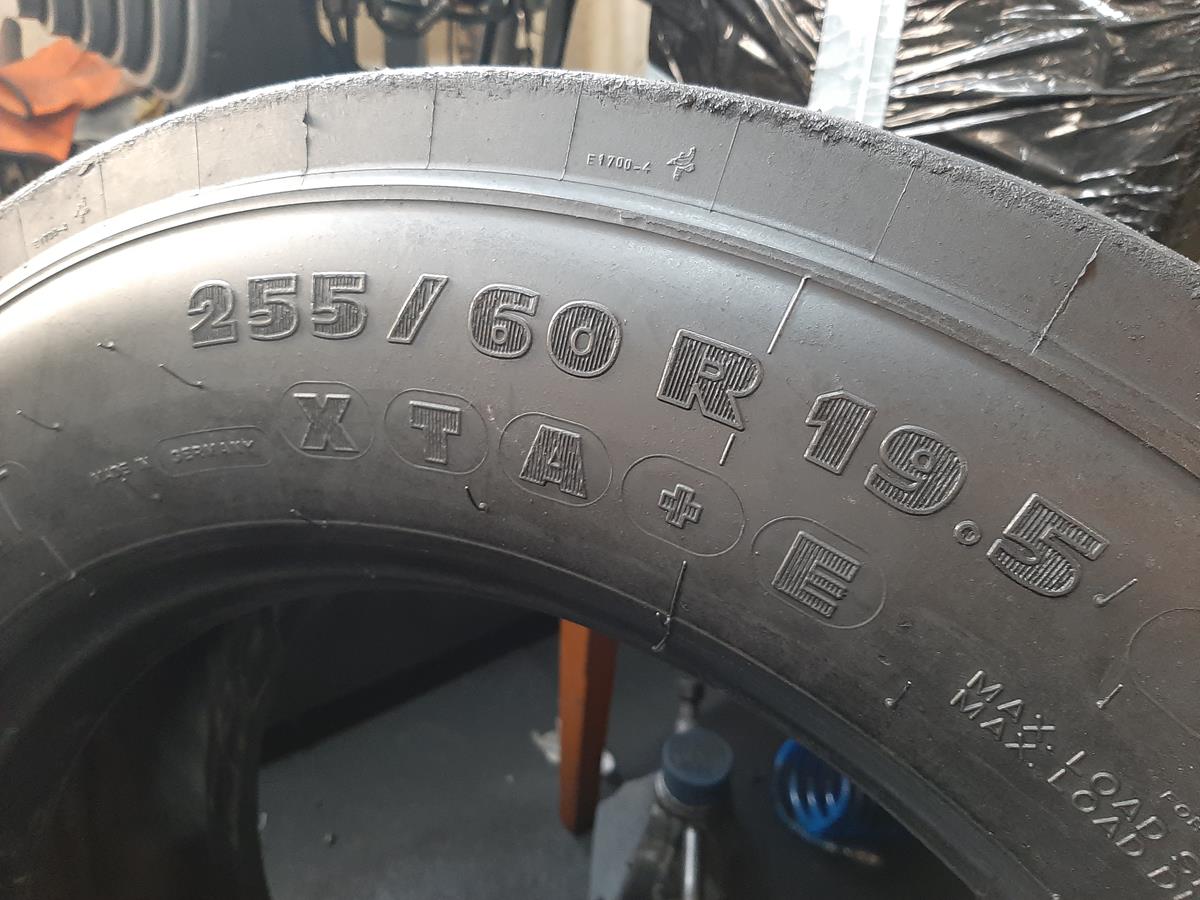 E1700-4
255/60 R 19.5
MADE IN GERMANY
X T A + E
MAX. LOAD
MAX. LOAD